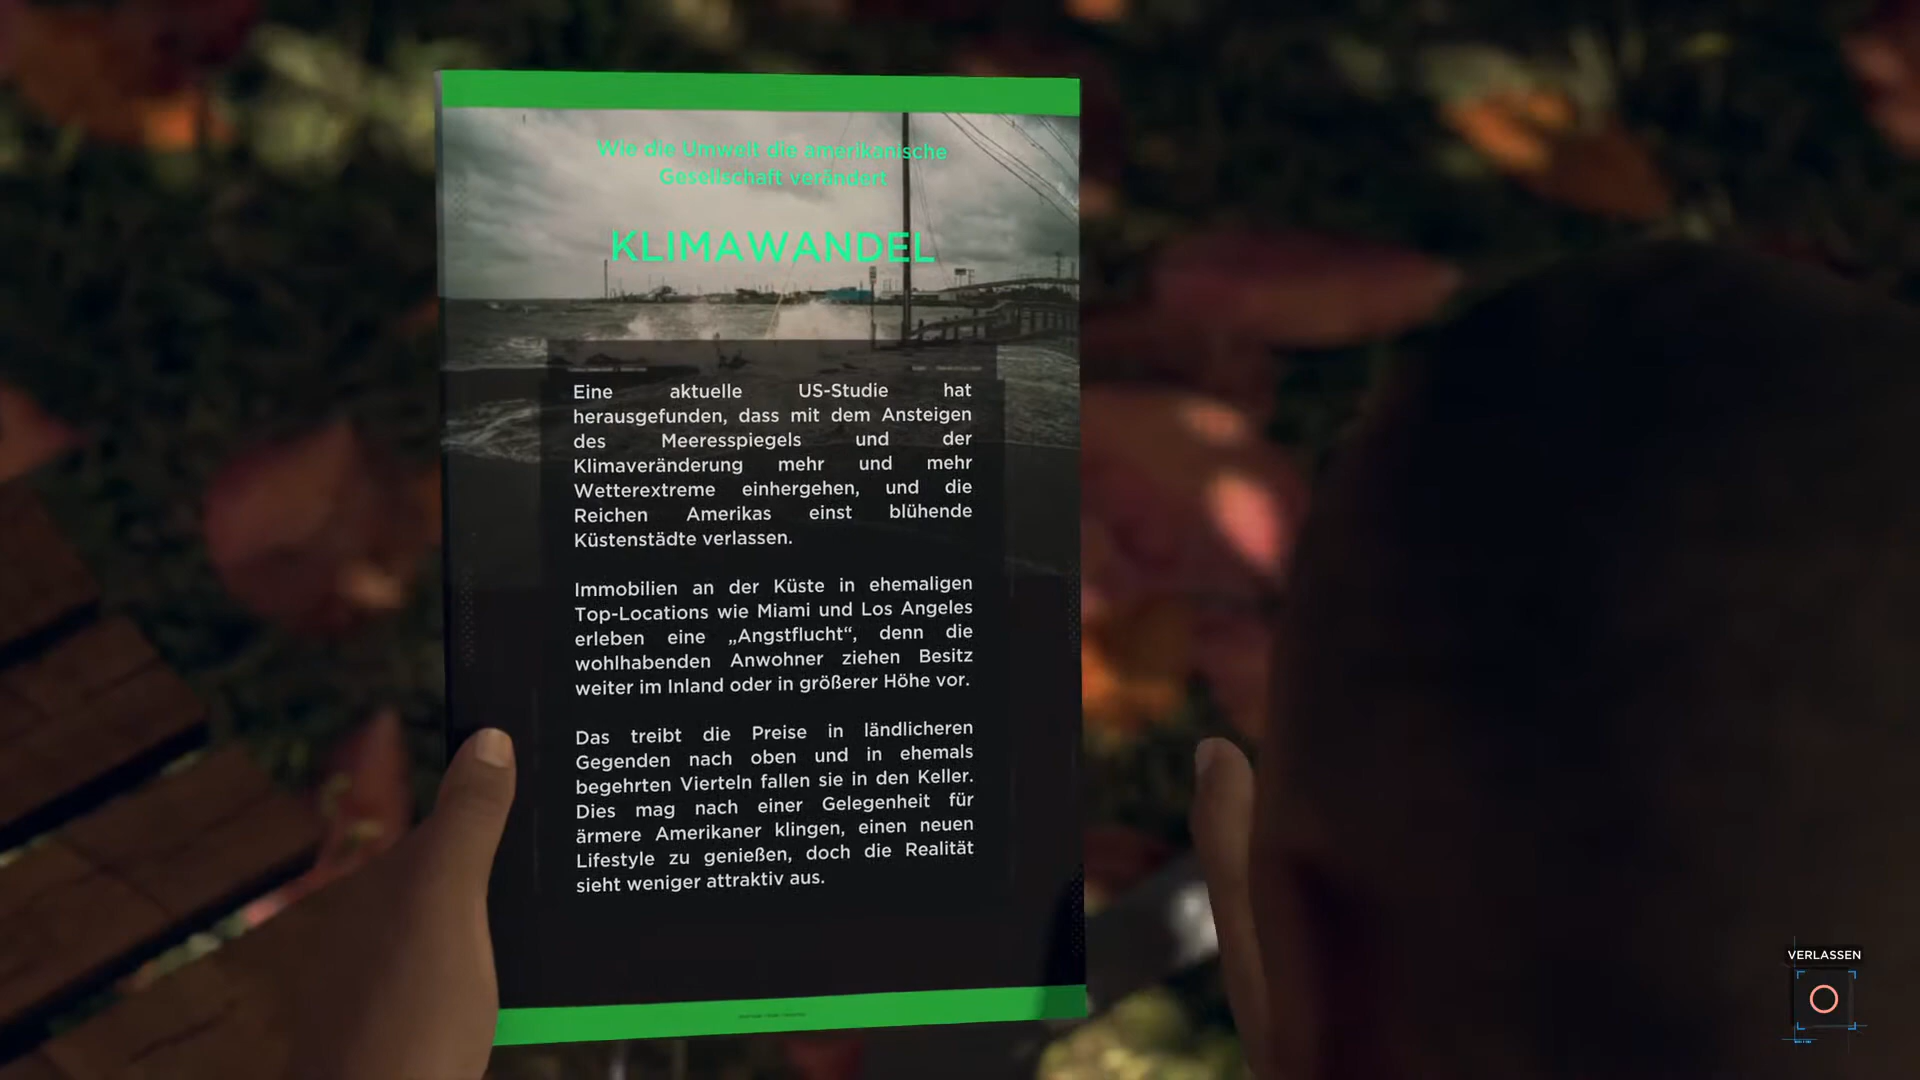 Wie die Umwelt die amerikanische
Gesellschaft verändert
KLIMAWANDEL
Eine aktuelle US-Studie hat
herausgefunden, dass mit dem Ansteigen
des Meeresspiegels und der
Klimaveränderung mehr und mehr
Wetterextreme einhergehen, und die
Reichen Amerikas einst blühende
Küstenstädte verlassen.
Immobilien an der Küste in ehemaligen
Top-Locations wie Miami und Los Angeles
erleben eine „Angstflucht“, denn die
wohlhabenden Anwohner ziehen Besitz
weiter im Inland oder in größerer Höhe vor.
Das treibt die Preise in ländlicheren
Gegenden nach oben und in ehemals
begehrten Vierteln fallen sie in den Keller.
Dies mag nach einer Gelegenheit für
ärmere Amerikaner klingen, einen neuen
Lifestyle zu genießen, doch die Realität
sieht weniger attraktiv aus.
VERLASSEN